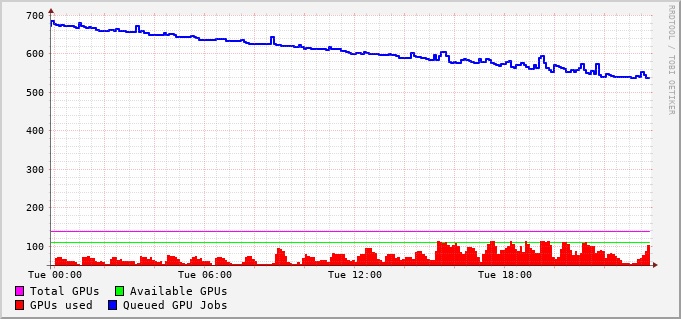 700
600
500
400
300
200
100
Tue 00:00 Tue 06:00 Tue 12:00 Tue 18:00
Total GPUs Available GPUs
GPUs used Queued GPU Jobs
RRDTOOL / TOBI OETIKER